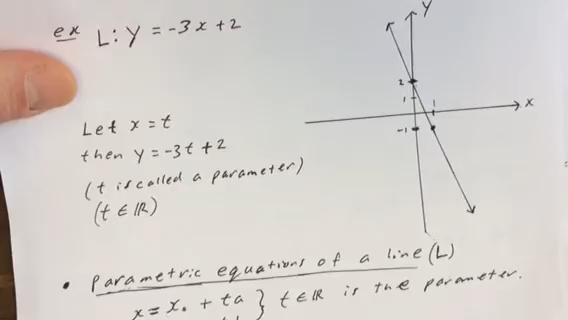 ex L: y = -3x + 2
Let x = t
then y = -3t + 2
(t is called a parameter)
(t ∈ ℝ)
y
2
1
1
x
-1
• Parametric equations of a line (L)
x = x₀ + ta } t ∈ ℝ is the parameter.